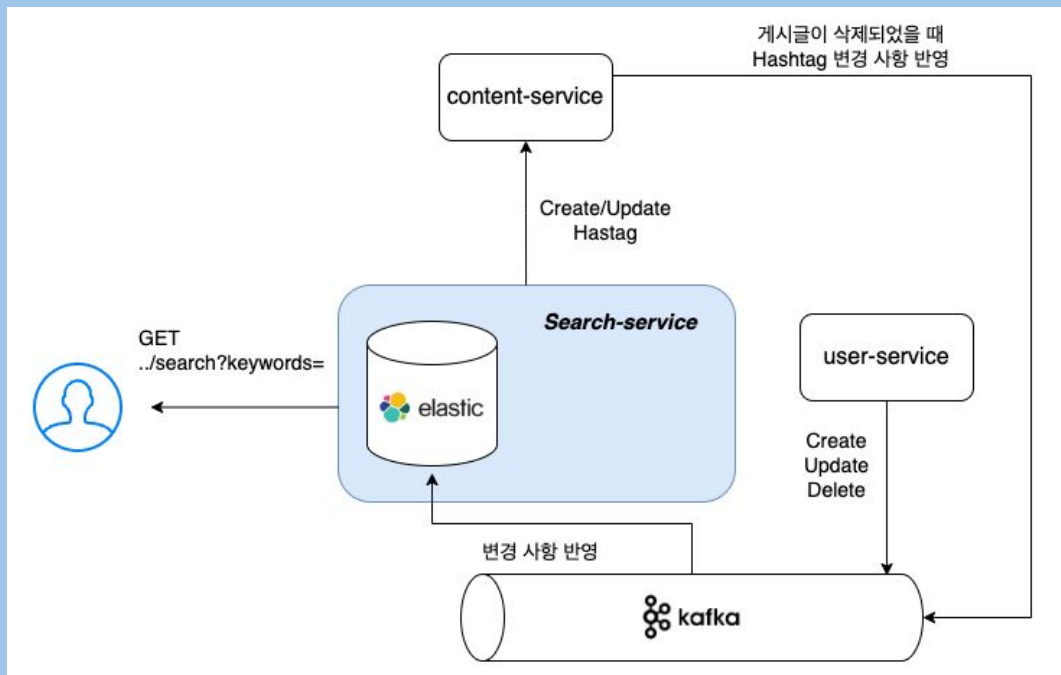 게시글이 삭제되었을 때
Hashtag 변경 사항 반영
content-service
Create/Update
Hastag
Search-service
GET
../search?keywords=
elastic
user-service
Create
Update
Delete
변경 사항 반영
kafka